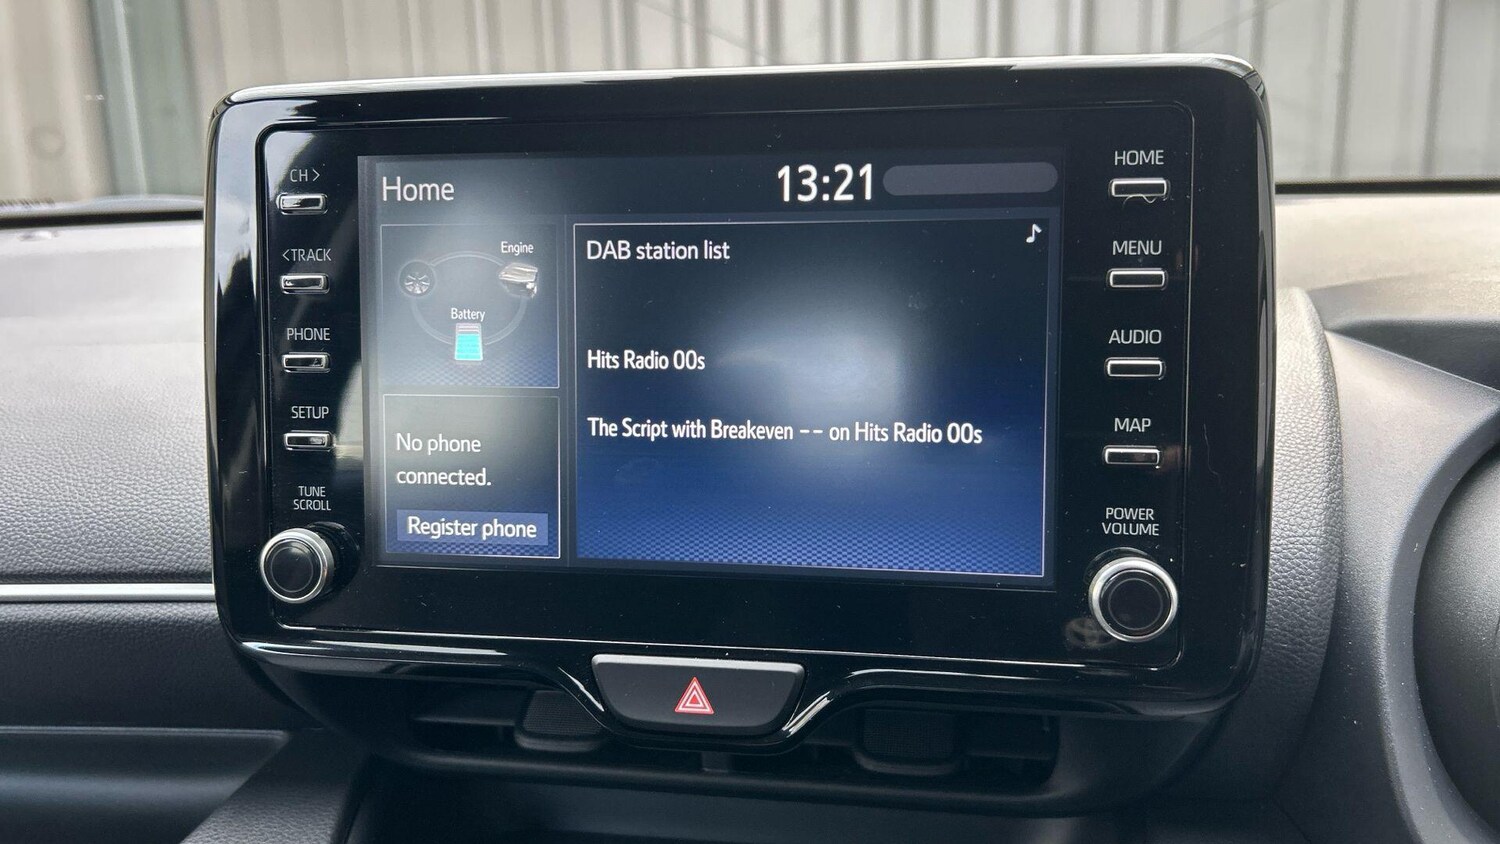 CH >
<TRACK
PHONE
SETUP
TUNE
SCROLL
Home
13:21
Engine
Battery
No phone
connected.
Register phone
DAB station list
Hits Radio 00s
The Script with Breakeven -- on Hits Radio 00s
HOME
MENU
AUDIO
MAP
POWER
VOLUME